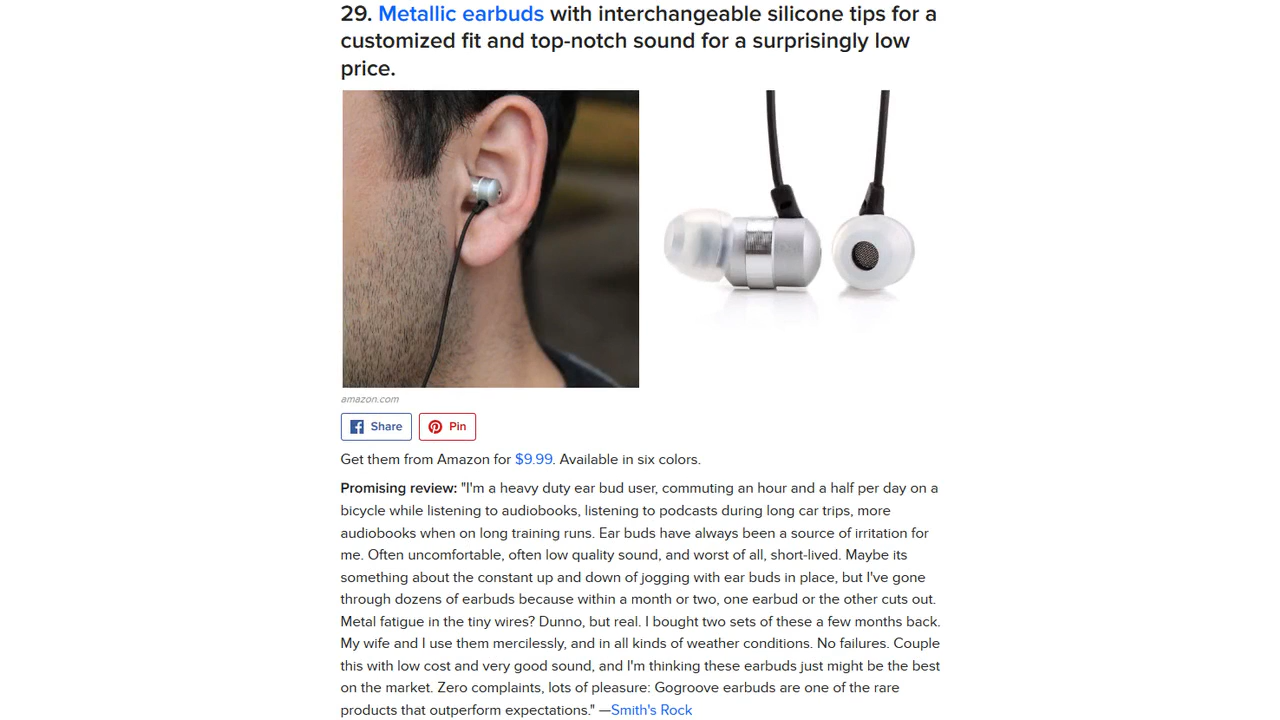 29. Metallic earbuds with interchangeable silicone tips for a
customized fit and top-notch sound for a surprisingly low
price.
amazon.com
Share
Pin
Get them from Amazon for $9.99. Available in six colors.
Promising review: "I'm a heavy duty ear bud user, commuting an hour and a half per day on a
bicycle while listening to audiobooks, listening to podcasts during long car trips, more
audiobooks when on long training runs. Ear buds have always been a source of irritation for
me. Often uncomfortable, often low quality sound, and worst of all, short-lived. Maybe its
something about the constant up and down of jogging with ear buds in place, but I've gone
through dozens of earbuds because within a month or two, one earbud or the other cuts out.
Metal fatigue in the tiny wires? Dunno, but real. I bought two sets of these a few months back.
My wife and I use them mercilessly, and in all kinds of weather conditions. No failures. Couple
this with low cost and very good sound, and I'm thinking these earbuds just might be the best
on the market. Zero complaints, lots of pleasure: Gogroove earbuds are one of the rare
products that outperform expectations." —Smith's Rock